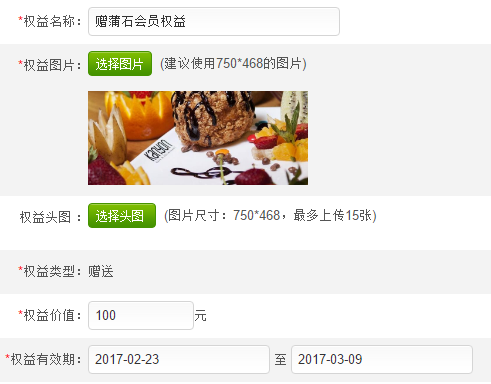 *权益名称：赠蒲石会员权益
*权益图片：选择图片 (建议使用750*468的图片)
kanyon
权益头图：选择头图 (图片尺寸：750*468，最多上传15张)
*权益类型：赠送
*权益价值：100元
*权益有效期：2017-02-23 至 2017-03-09